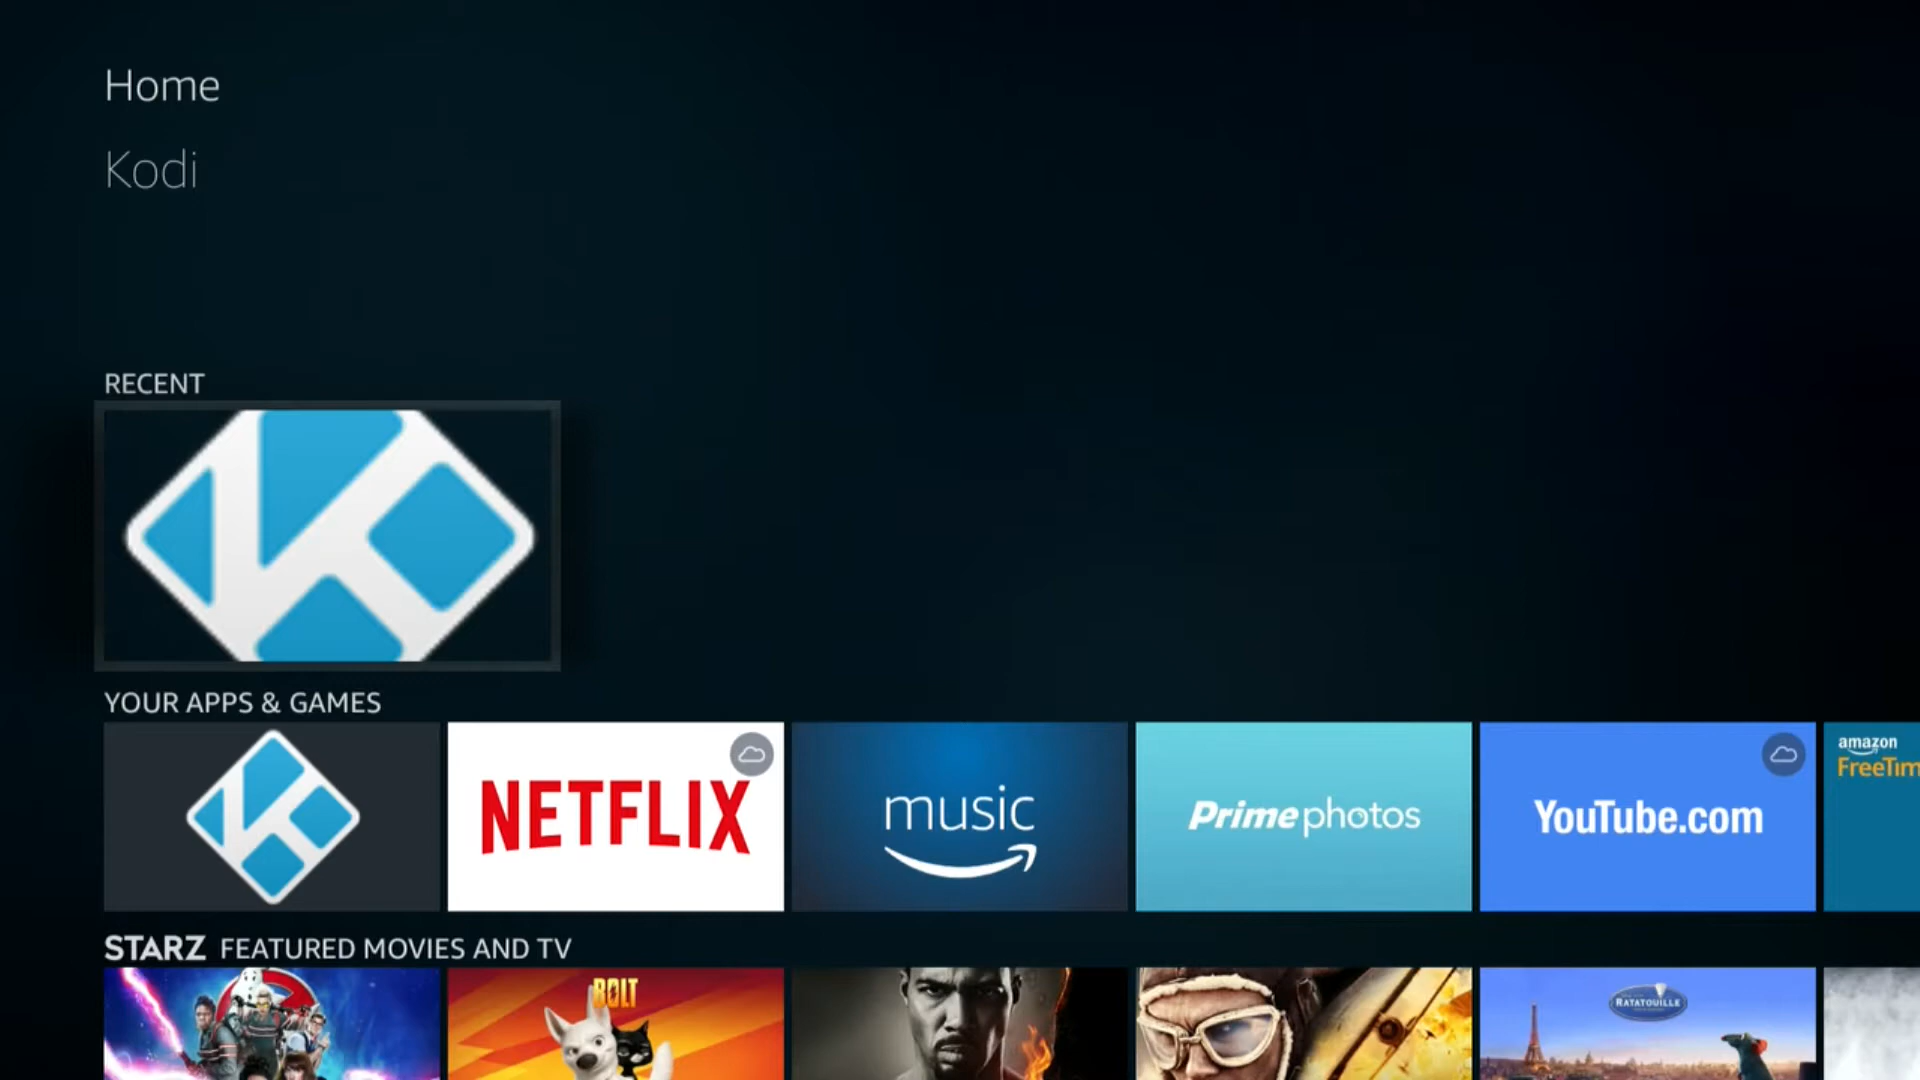 Home
Kodi
RECENT
YOUR APPS & GAMES
NETFLIX
music
Prime photos
YouTube.com
amazon
FreeTim
STARZ FEATURED MOVIES AND TV
BOLT
RATATOUILLE